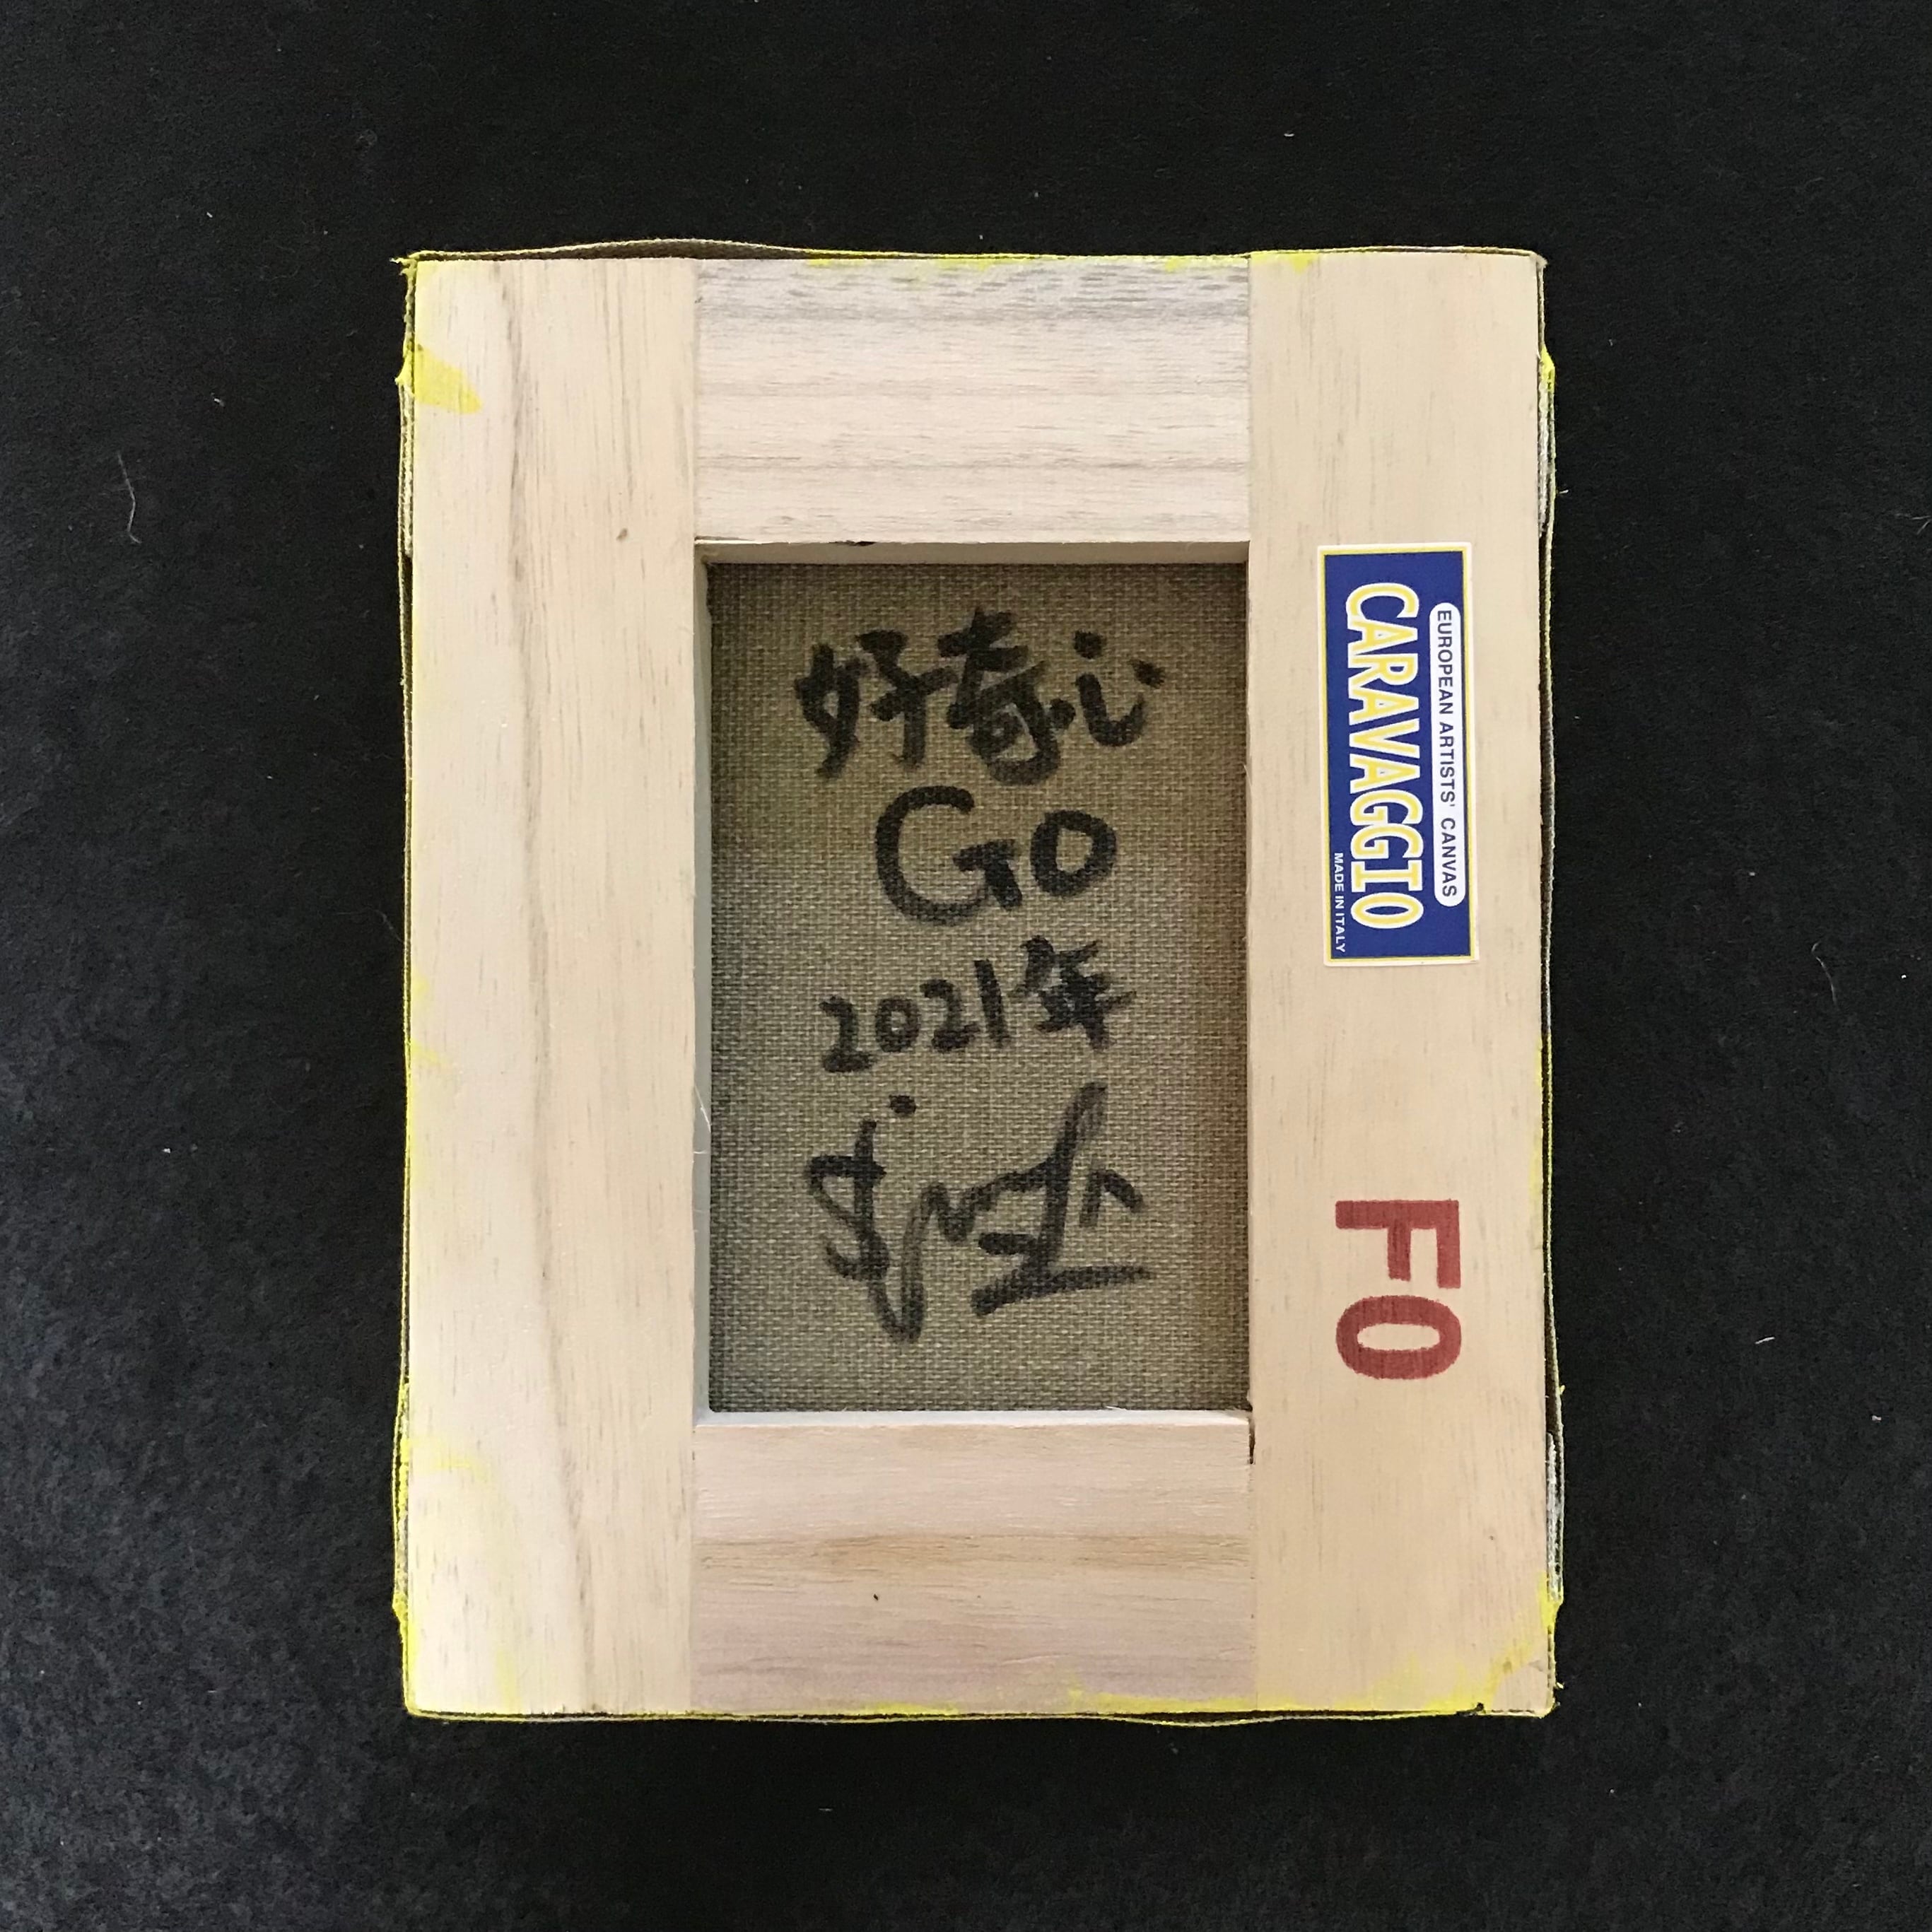 好奇心
Go
2021年
EUROPEAN ARTISTS' CANVAS
CARAVAGGIO
MADE IN ITALY
F0